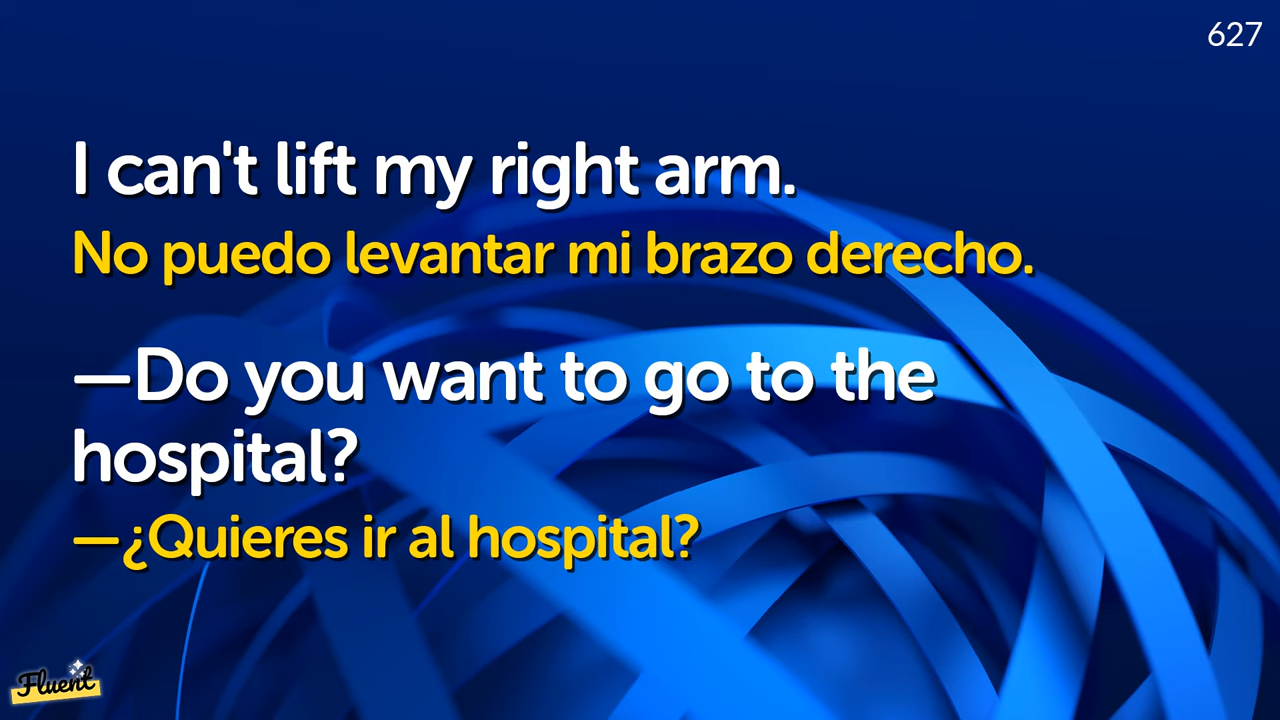 627
I can't lift my right arm.
No puedo levantar mi brazo derecho.
—Do you want to go to the
hospital?
—¿Quieres ir al hospital?
Fluent